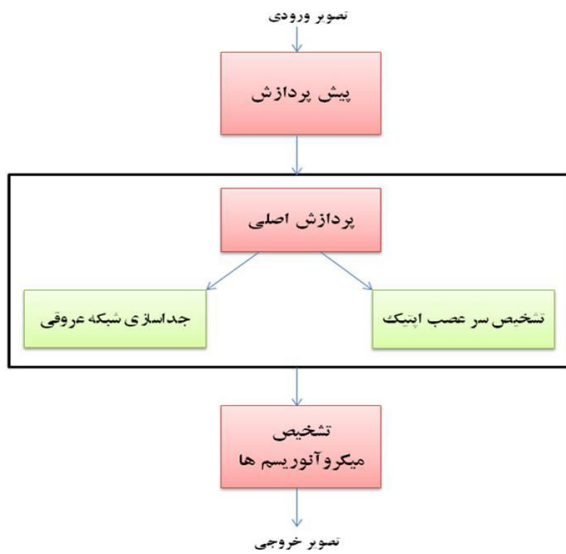 تصویر ورودی
پیش پردازش
پردازش اصلی
تشخیص سر عصب اپتیک
جداسازی شبکه عروقی
تشخیص
میکروآنوریسم ها
تصویر خروجی